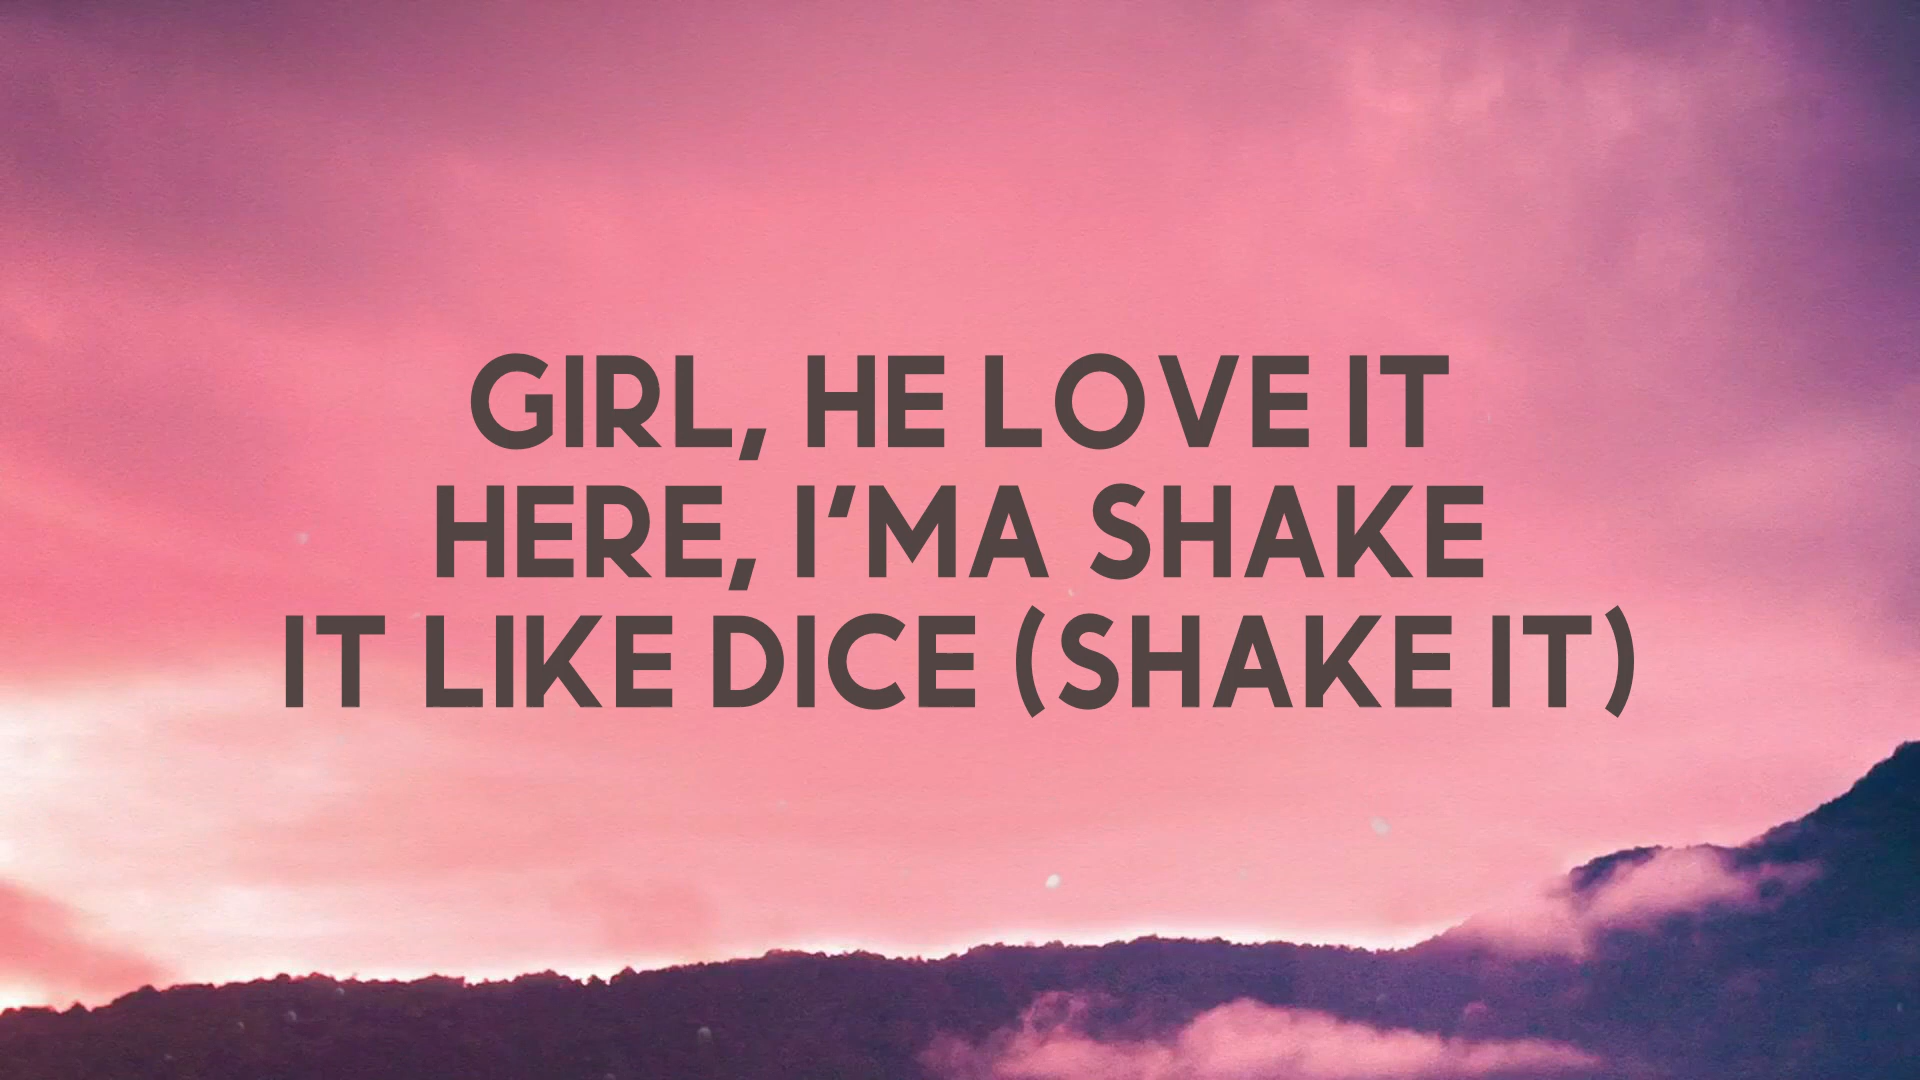 GIRL, HE LOVE IT
HERE, I'MA SHAKE
IT LIKE DICE (SHAKE IT)